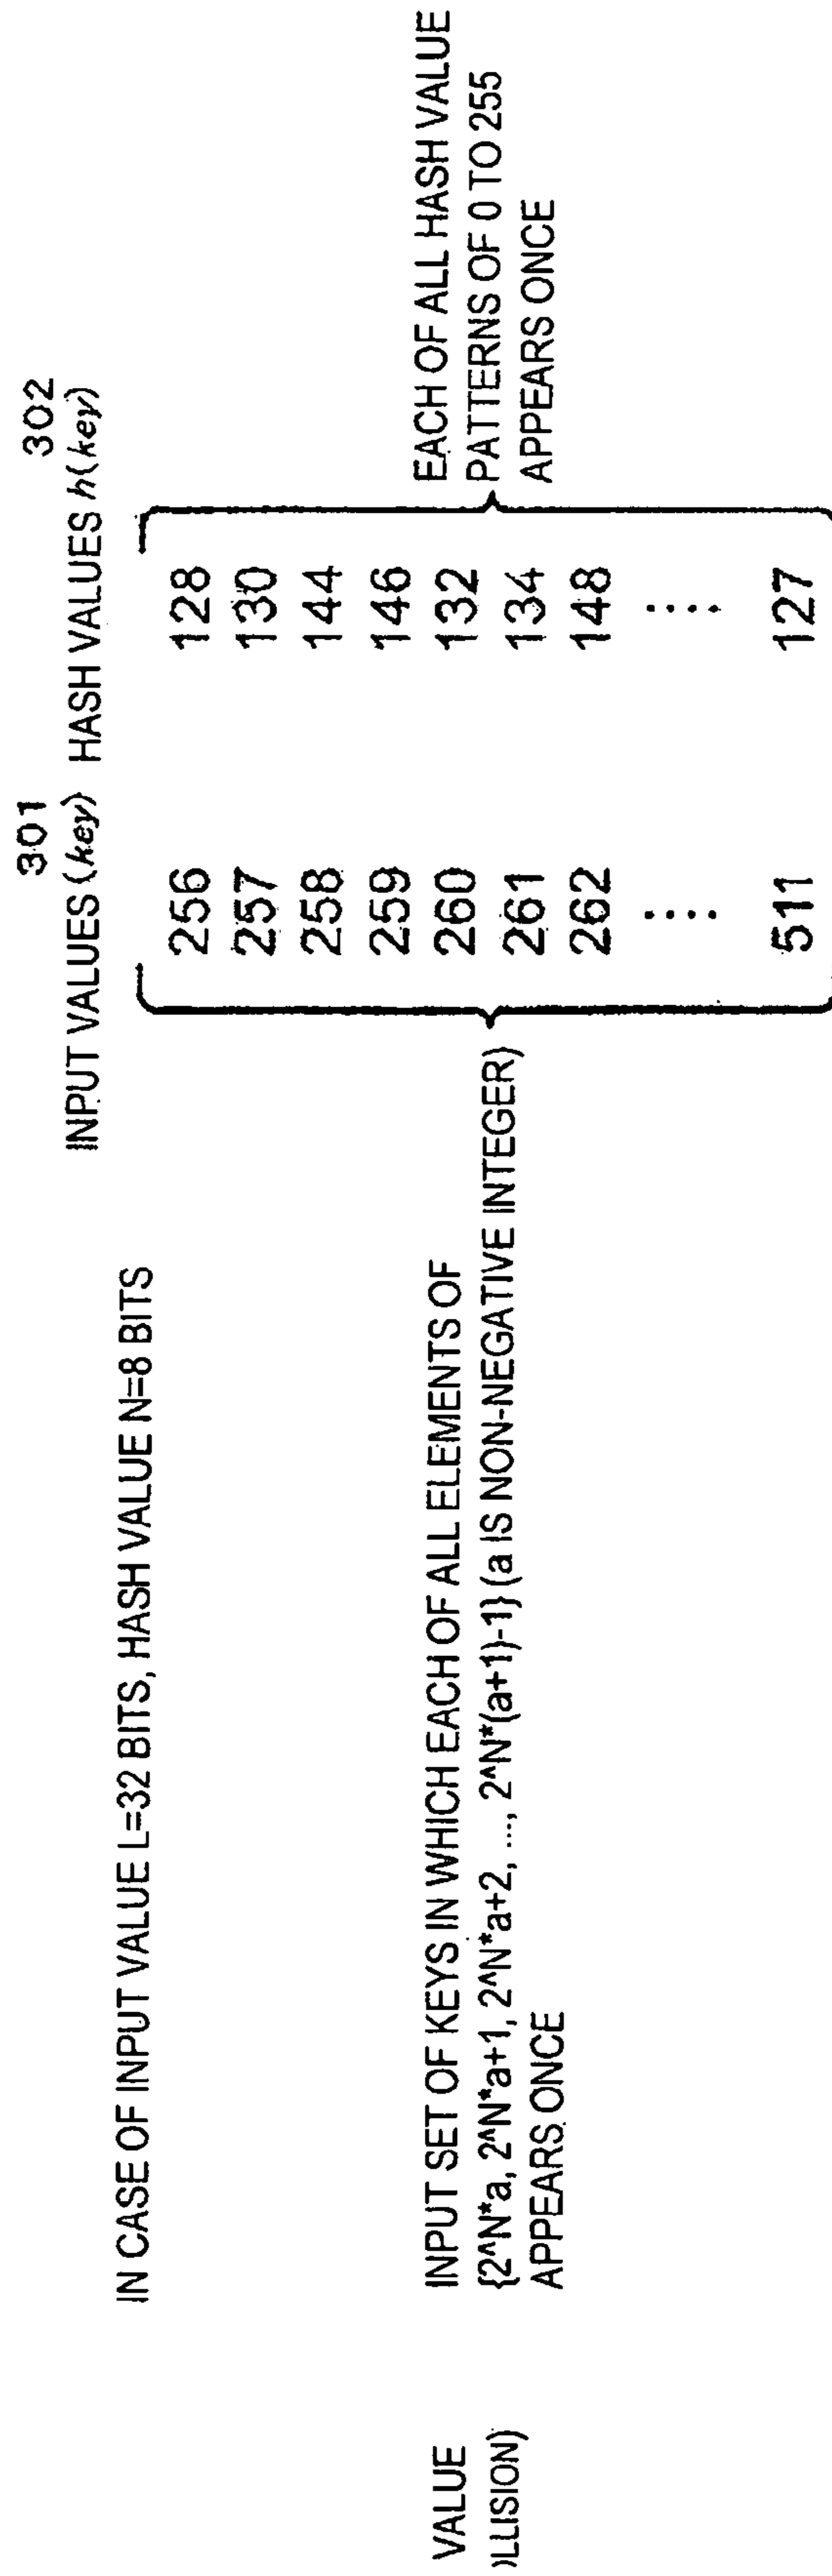 IN CASE OF INPUT VALUE L=32 BITS, HASH VALUE N=8 BITS
301
INPUT VALUES (key)
302
HASH VALUES h(key)
256 128
257 130
258 144
259 146
260 132
261 134
262 148
⋮ ⋮
511 127
INPUT SET OF KEYS IN WHICH EACH OF ALL ELEMENTS OF
{2^N*a, 2^N*a+1, 2^N*a+2, ..., 2^N*(a+1)-1} (a IS NON-NEGATIVE INTEGER)
APPEARS ONCE
EACH OF ALL HASH VALUE
PATTERNS OF 0 TO 255
APPEARS ONCE
VALUE
LLISION)